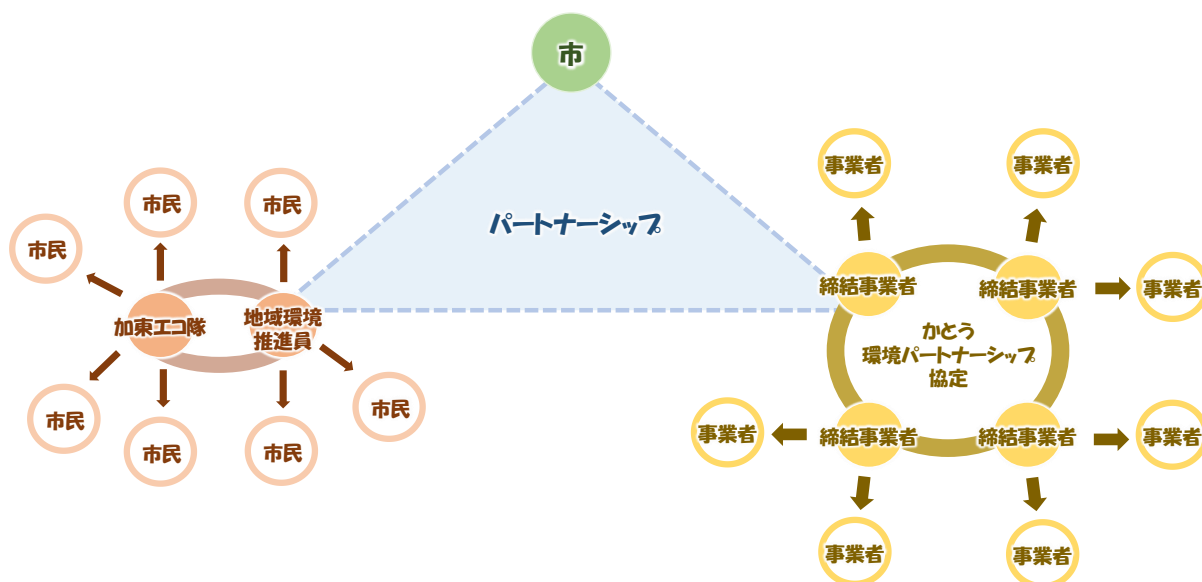 市
パートナーシップ
市民
市民
市民
加東エコ隊
地域環境
推進員
市民
市民
市民
市民
事業者
事業者
締結事業者
締結事業者
事業者
かとう
環境パートナーシップ
協定
事業者
締結事業者
締結事業者
事業者
事業者
事業者